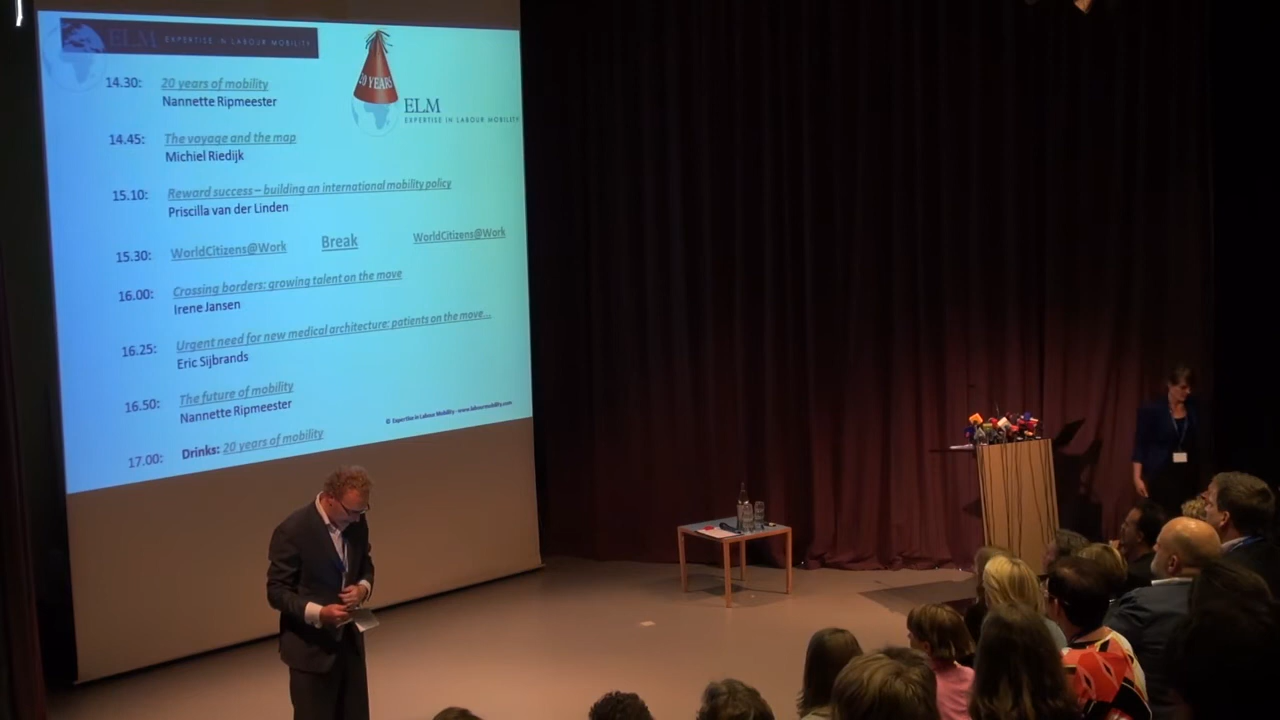 ELM EXPERTISE IN LABOUR MOBILITY
20 YEARS
ELM
EXPERTISE IN LABOUR MOBILITY
14.30: 20 years of mobility
Nannette Ripmeester
14.45: The voyage and the map
Michiel Riedijk
15.10: Reward success – building an international mobility policy
Priscilla van der Linden
15.30: WorldCitizens@Work Break WorldCitizens@Work
16.00: Crossing borders: growing talent on the move
Irene Jansen
16.25: Urgent need for new medical architecture: patients on the move...
Eric Sijbrands
16.50: The future of mobility
Nannette Ripmeester
17.00: Drinks: 20 years of mobility
© Expertise in Labour Mobility - www.labourmobility.com